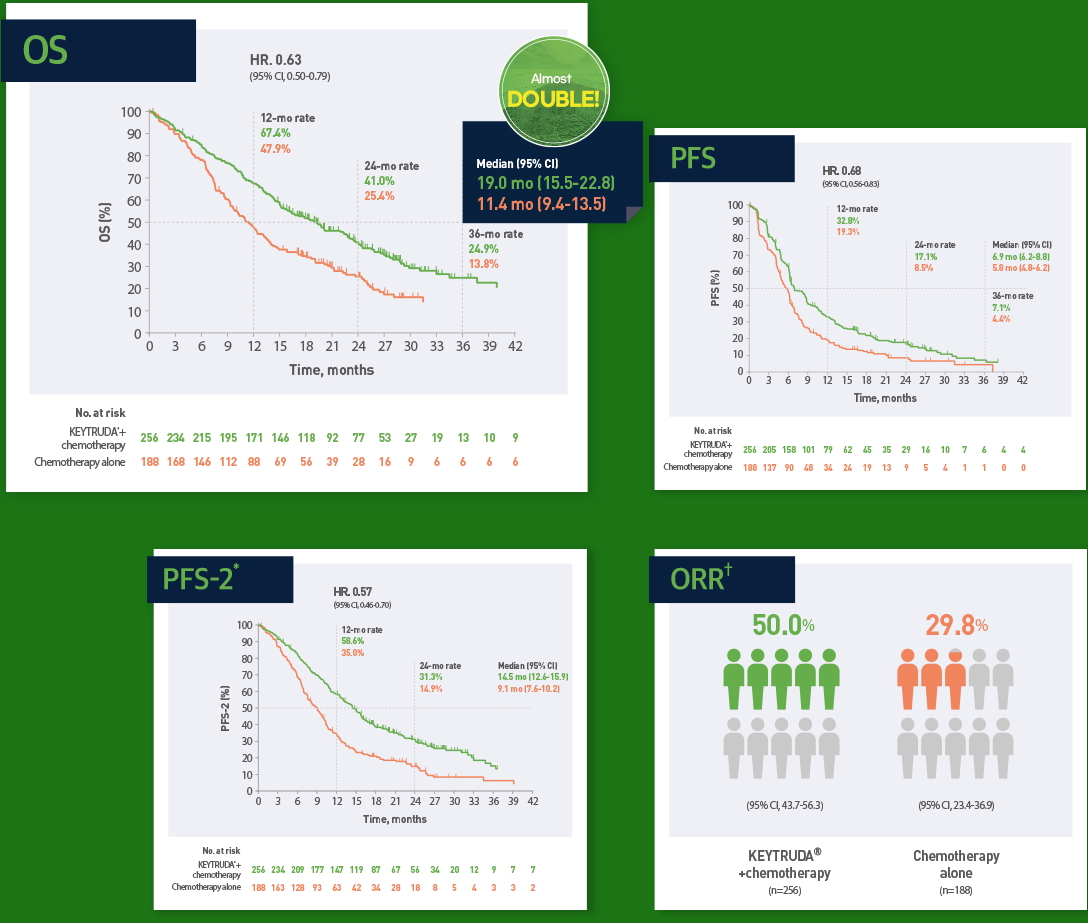 OS
HR. 0.63
(95% CI, 0.50-0.79)
Almost
DOUBLE!
12-mo rate
67.4%
47.9%
24-mo rate
41.0%
25.4%
Median (95% CI)
19.0 mo (15.5-22.8)
11.4 mo (9.4-13.5)
36-mo rate
24.9%
13.8%
OS (%)
100
90
80
70
60
50
40
30
20
10
0
0 3 6 9 12 15 18 21 24 27 30 33 36 39 42
Time, months
No. at risk
KEYTRUDA®+
chemotherapy
256 234 215 195 171 146 118 92 77 53 27 19 13 10 9
Chemotherapy alone
188 168 146 112 88 69 56 39 28 16 9 6 6 6 6
PFS
HR. 0.68
(95% CI, 0.56-0.83)
12-mo rate
32.8%
19.3%
24-mo rate
17.1%
8.5%
Median (95% CI)
6.9 mo (6.2-8.8)
5.8 mo (4.8-6.2)
36-mo rate
7.1%
4.4%
PFS (%)
100
90
80
70
60
50
40
30
20
10
0
0 3 6 9 12 15 18 21 24 27 30 33 36 39 42
Time, months
No. at risk
KEYTRUDA®+
chemotherapy
256 205 158 101 79 62 45 35 29 16 10 7 6 4 4
Chemotherapy alone
188 137 90 48 34 24 19 13 9 5 4 1 1 0 0
PFS-2*
HR. 0.57
(95% CI, 0.46-0.70)
12-mo rate
58.6%
35.0%
24-mo rate
31.3%
14.9%
Median (95% CI)
14.5 mo (12.6-15.9)
9.1 mo (7.6-10.2)
PFS-2 (%)
100
90
80
70
60
50
40
30
20
10
0
0 3 6 9 12 15 18 21 24 27 30 33 36 39 42
Time, months
No. at risk
KEYTRUDA®+
chemotherapy
256 234 209 177 147 119 87 67 56 34 20 12 9 7 7
Chemotherapy alone
188 163 128 93 63 42 34 28 18 8 5 4 3 3 2
ORR†
50.0%
29.8%
(95% CI, 43.7-56.3)
(95% CI, 23.4-36.9)
KEYTRUDA®
+chemotherapy
(n=256)
Chemotherapy
alone
(n=188)